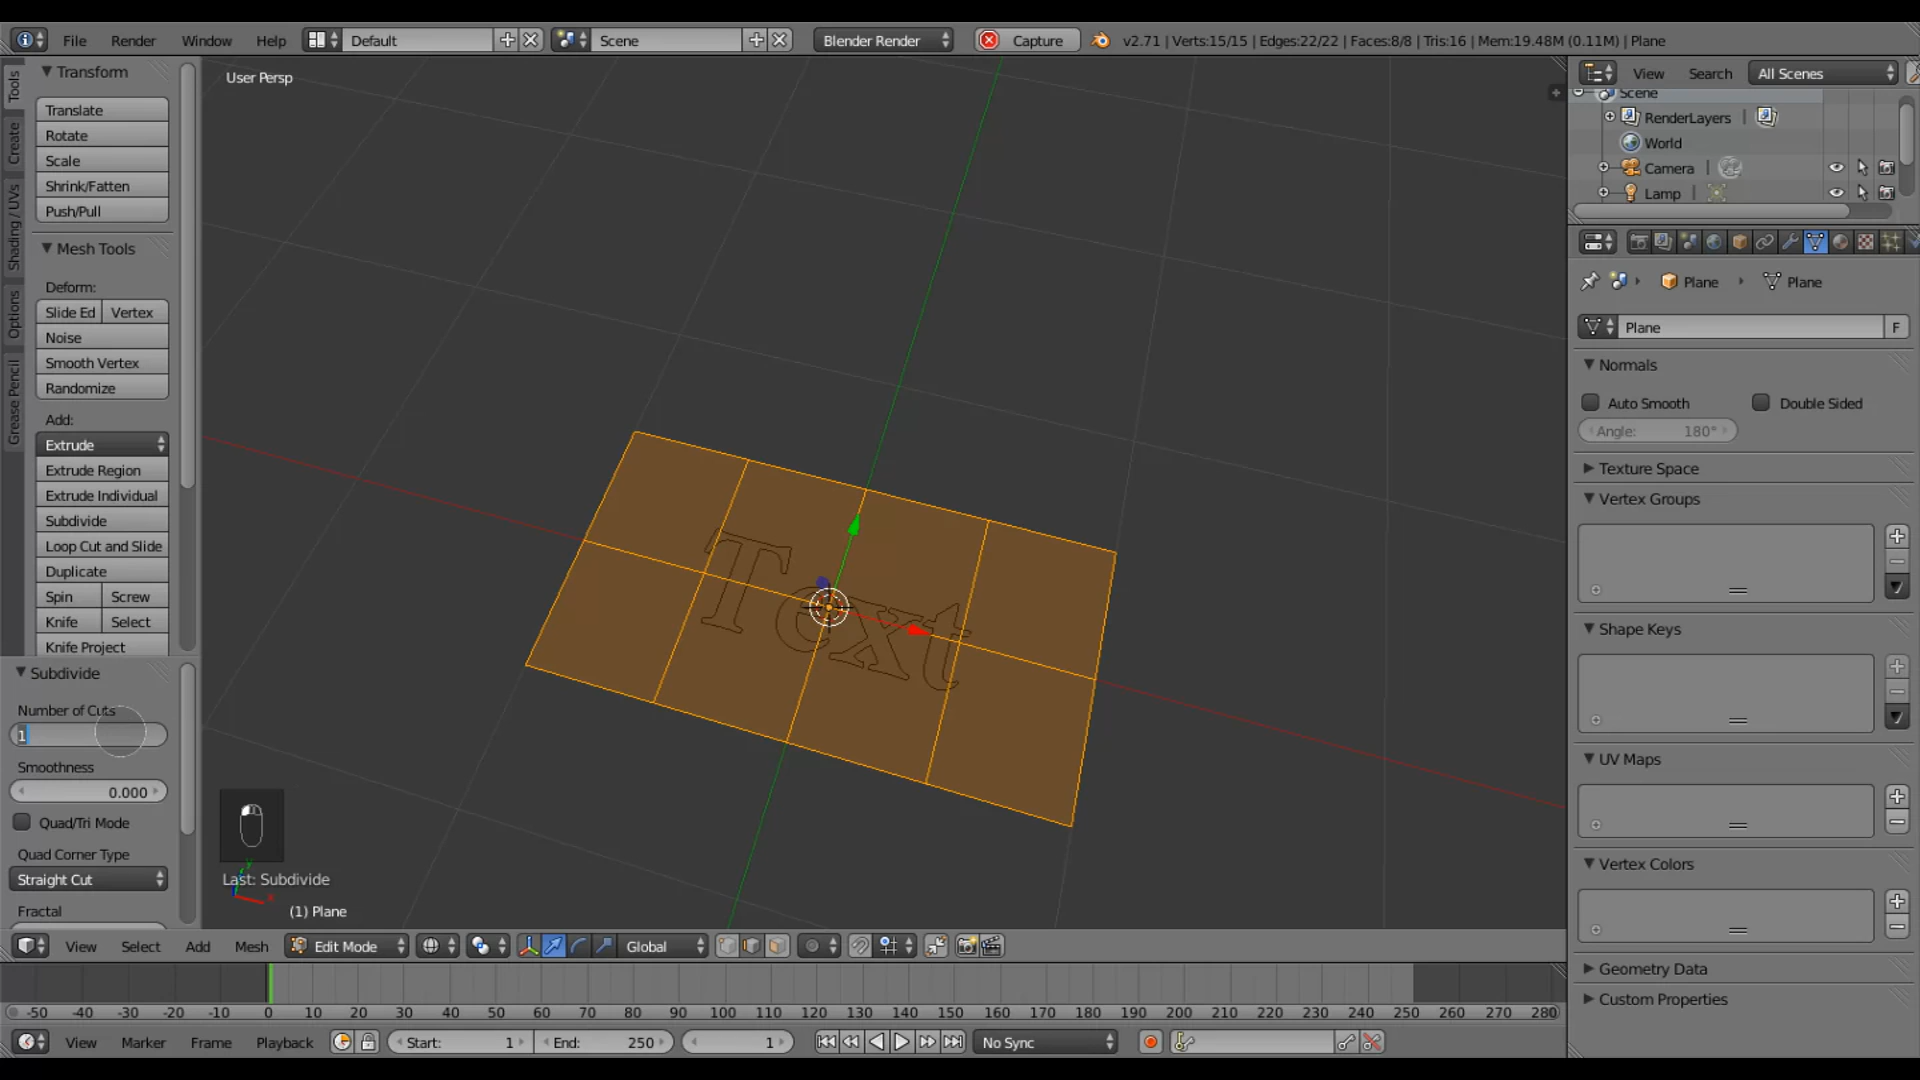 File Render Window Help Default Scene Blender Render Capture v2.71 | Verts:15/15 | Edges:22/22 | Faces:8/8 | Tris:16 | Mem:19.48M (0.11M) | Plane
Tools
Create
Shading / UVs
Options
Grease Pencil
Transform
Translate
Rotate
Scale
Shrink/Fatten
Push/Pull
Mesh Tools
Deform:
Slide Ed Vertex
Noise
Smooth Vertex
Randomize
Add:
Extrude
Extrude Region
Extrude Individual
Subdivide
Loop Cut and Slide
Duplicate
Spin Screw
Knife Select
Knife Project
Subdivide
Number of Cuts
1
Smoothness
0.000
Quad/Tri Mode
Quad Corner Type
Straight Cut
Fractal
User Persp
Text
Last: Subdivide
(1) Plane
View Select Add Mesh Edit Mode Global
-50 -40 -30 -20 -10 0 10 20 30 40 50 60 70 80 90 100 110 120 130 140 150 160 170 180 190 200 210 220 230 240 250 260 270 280
View Marker Frame Playback Start: 1 End: 250 1 No Sync
View Search All Scenes
Scene
RenderLayers
World
Camera
Lamp
Plane Plane
Plane F
Normals
Auto Smooth Double Sided
Angle: 180°
Texture Space
Vertex Groups
Shape Keys
UV Maps
Vertex Colors
Geometry Data
Custom Properties